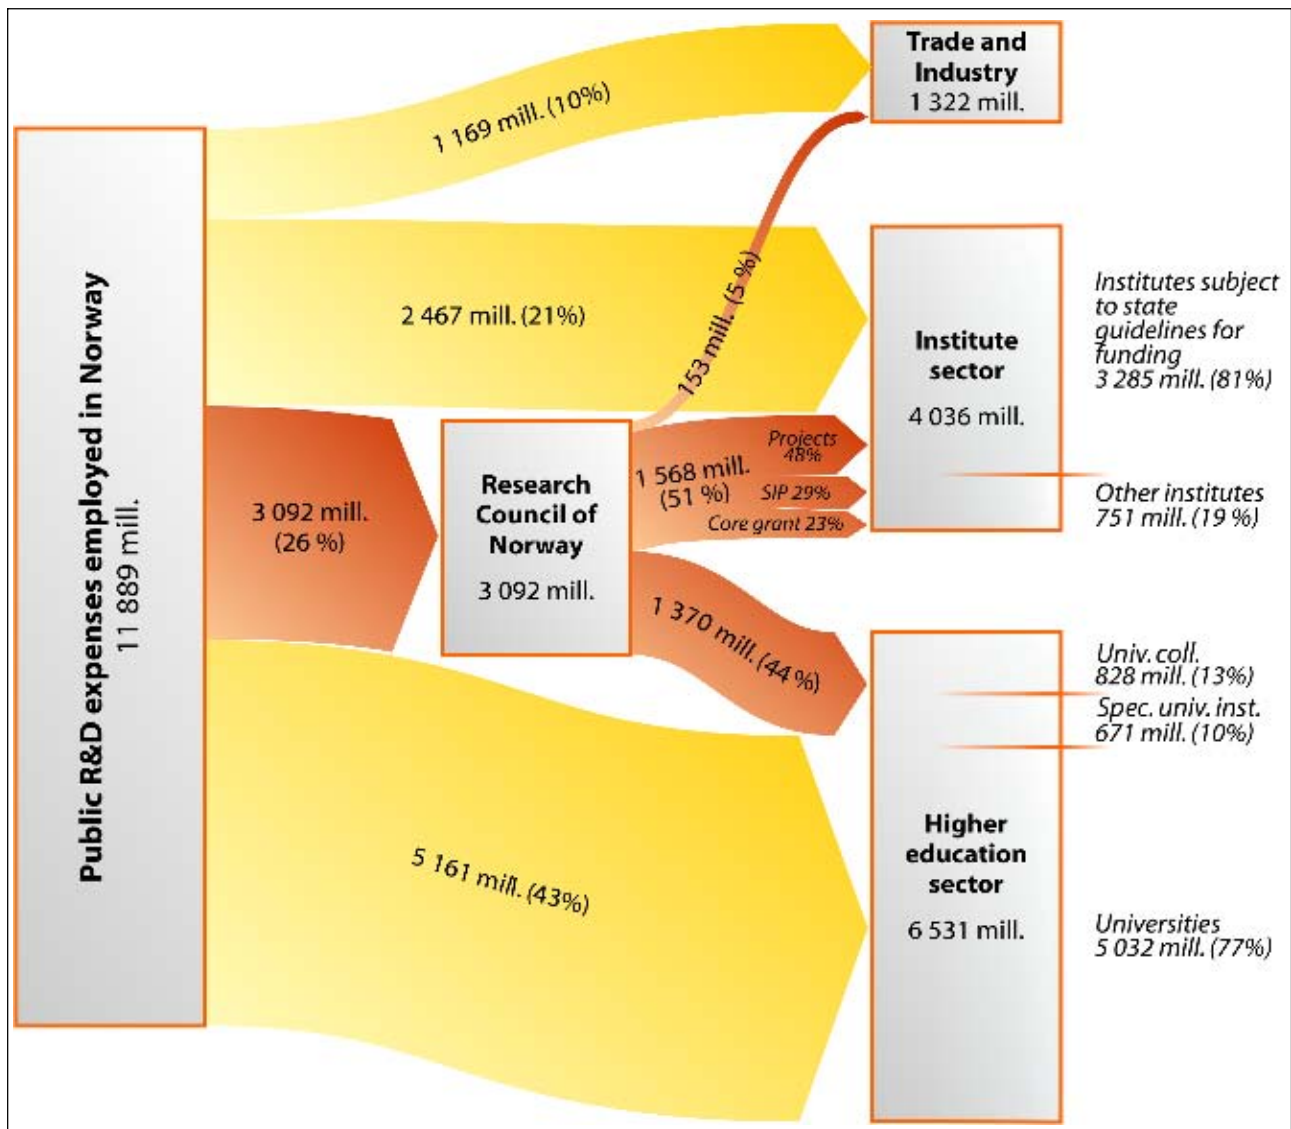 Public R&D expenses employed in Norway
11 889 mill.
1 169 mill. (10%)
2 467 mill. (21%)
3 092 mill.
(26 %)
5 161 mill. (43%)
Research
Council of
Norway
3 092 mill.
153 mill. (5 %)
1 568 mill.
(51 %)
Projects
48%
SIP 29%
Core grant 23%
1 370 mill. (44 %)
Trade and
Industry
1 322 mill.
Institute
sector
4 036 mill.
Institutes subject
to state
guidelines for
funding
3 285 mill. (81%)
Other institutes
751 mill. (19 %)
Higher
education
sector
6 531 mill.
Univ. coll.
828 mill. (13%)
Spec. univ. inst.
671 mill. (10%)
Universities
5 032 mill. (77%)